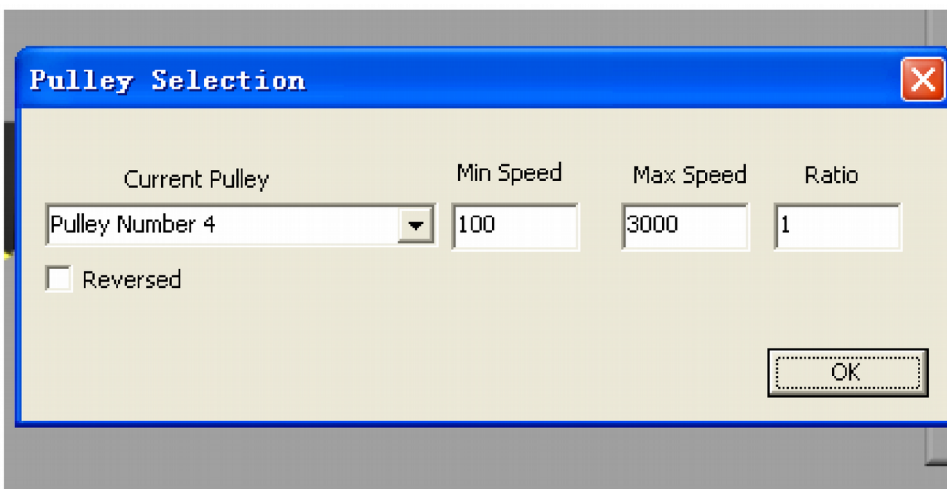 Pulley Selection
Current Pulley Min Speed Max Speed Ratio
Pulley Number 4 100 3000 1
Reversed
OK